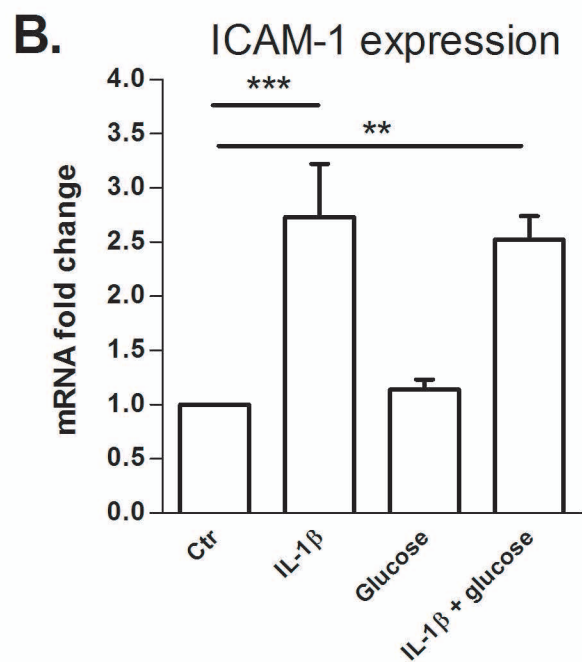 B. ICAM-1 expression
4.0
***
3.5
**
3.0
2.5
2.0
1.5
1.0
0.5
0.0
mRNA fold change
Ctr
IL-1β
Glucose
IL-1β + glucose